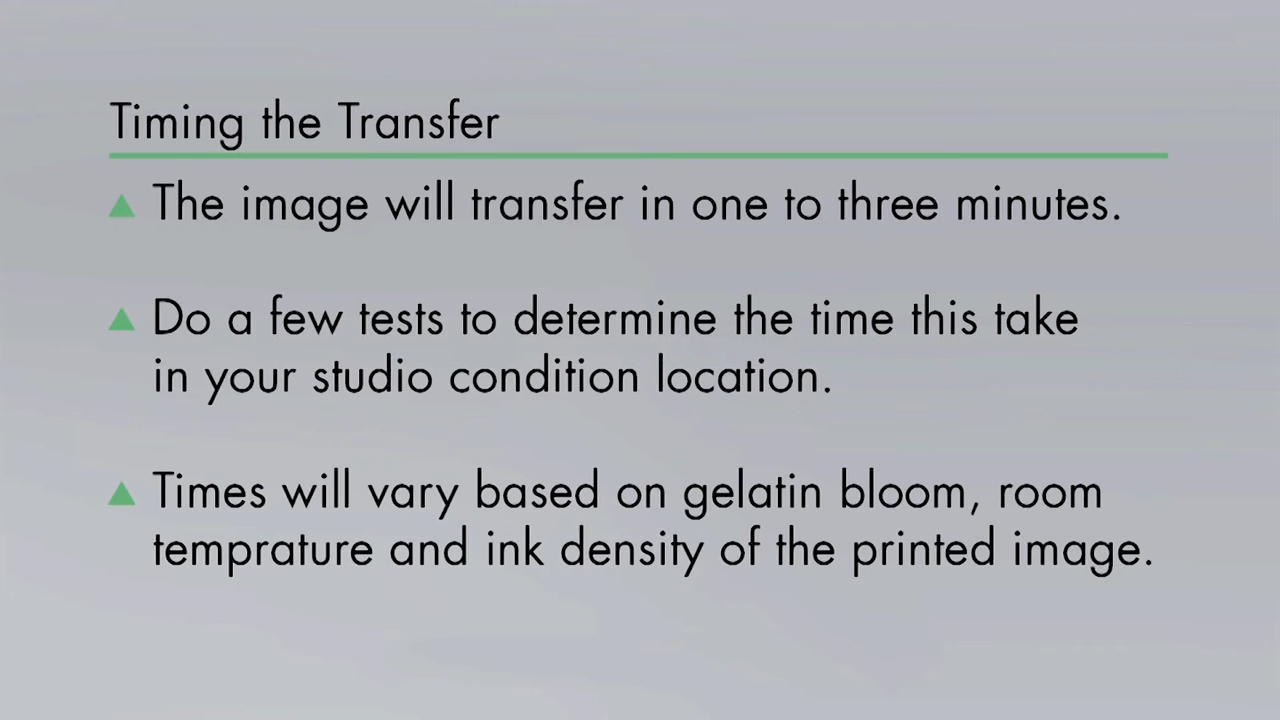 Timing the Transfer
The image will transfer in one to three minutes.
Do a few tests to determine the time this take
in your studio condition location.
Times will vary based on gelatin bloom, room
temprature and ink density of the printed image.